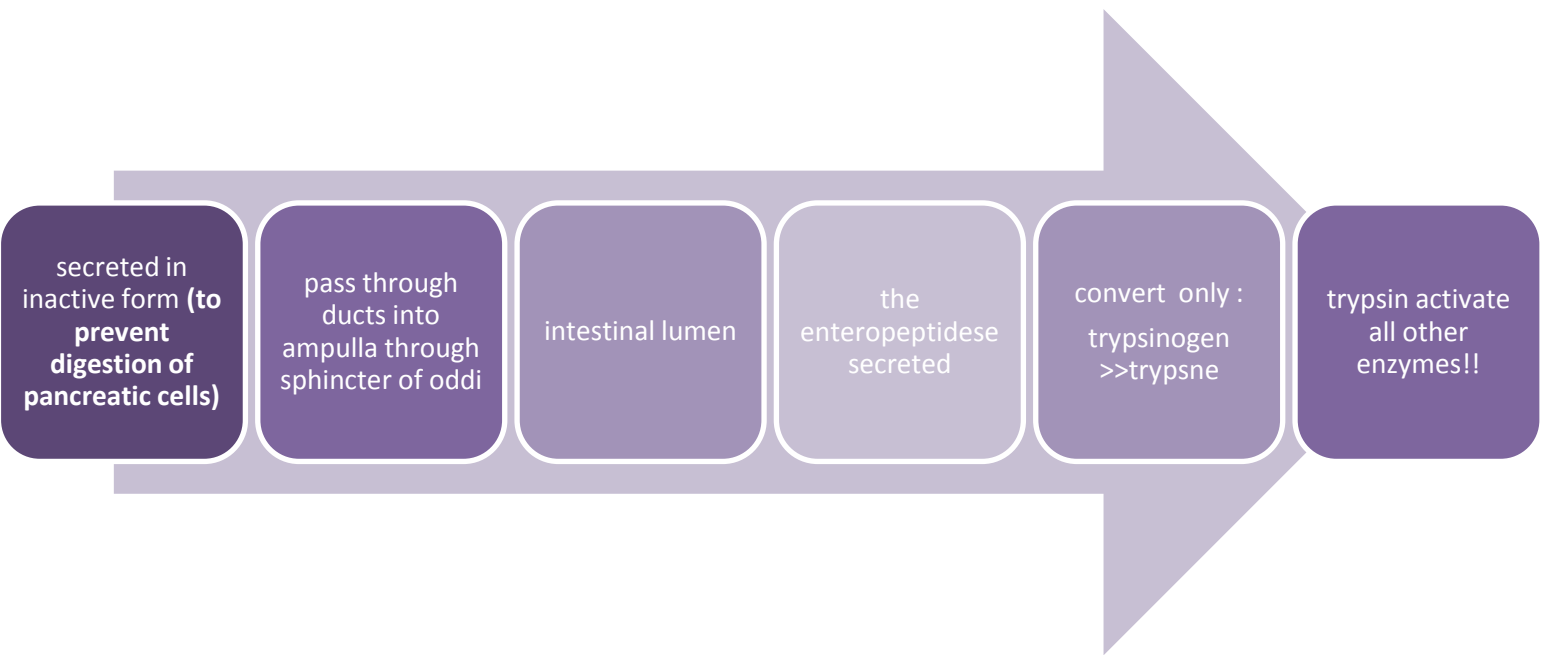 secreted in
inactive form (to
prevent
digestion of
pancreatic cells)
pass through
ducts into
ampulla through
sphincter of oddi
intestinal lumen
the
enteropeptidese
secreted
convert only :
trypsinogen
>>trypsne
trypsin activate
all other
enzymes!!